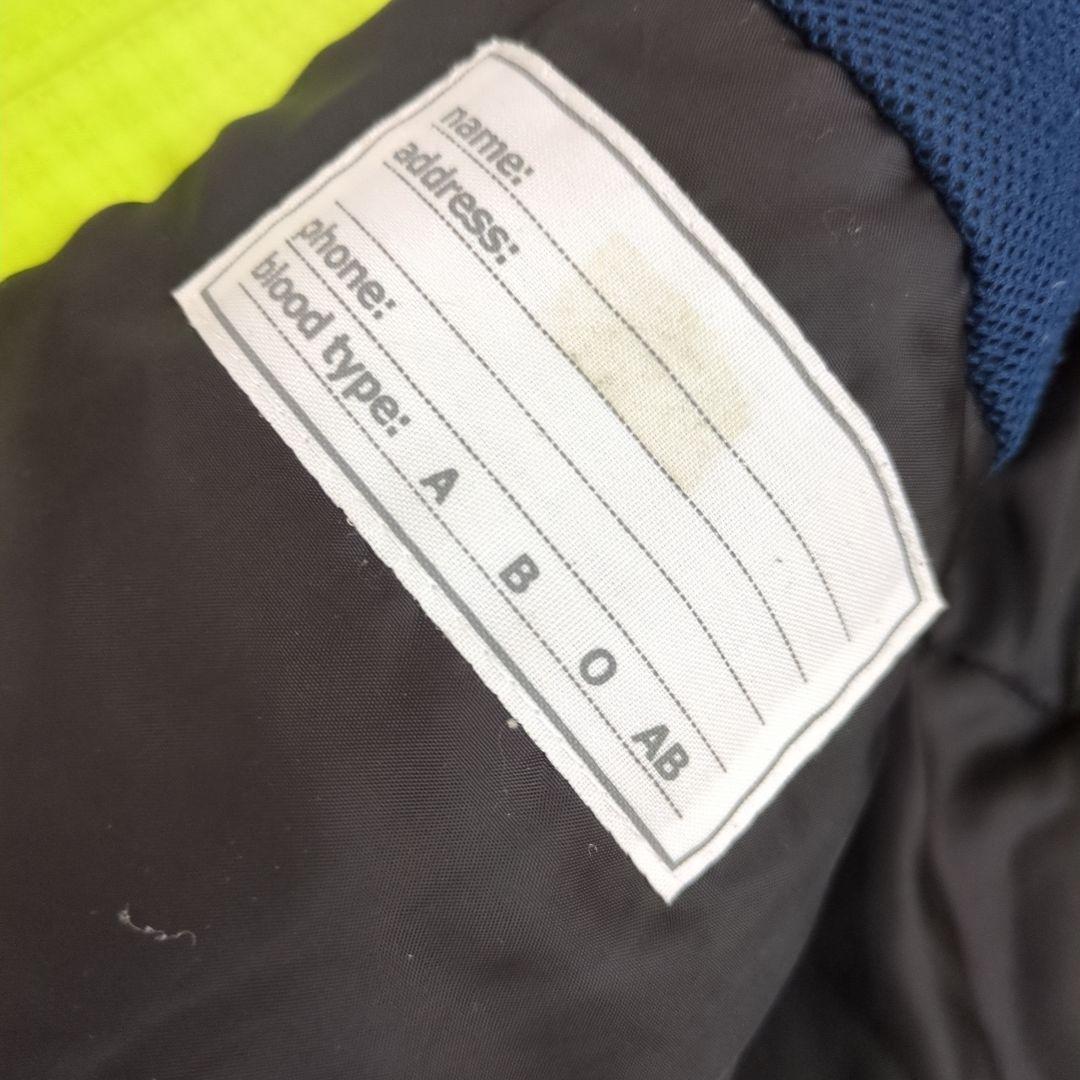 name:
address:
phone:
blood type: A B O AB